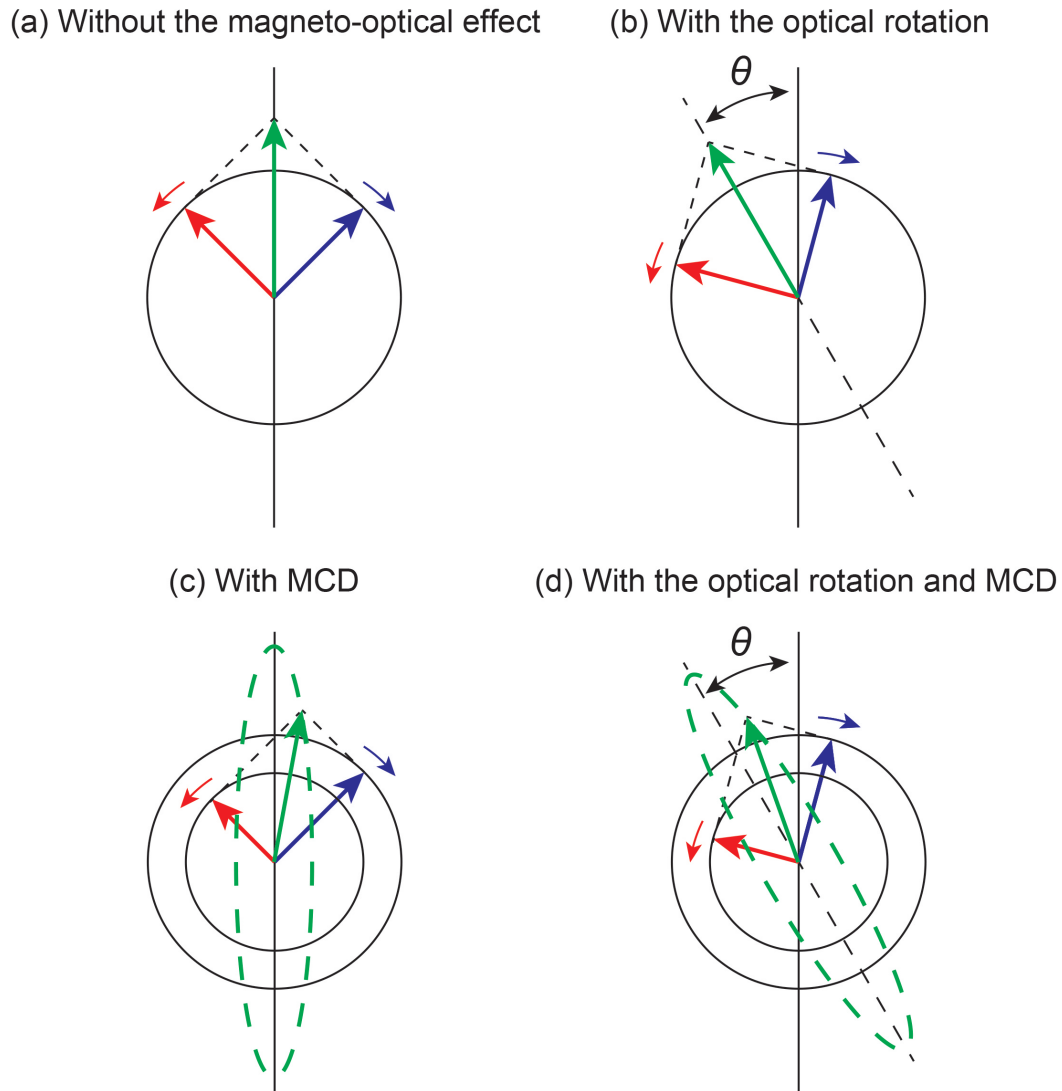 (a) Without the magneto-optical effect
(b) With the optical rotation
θ
(c) With MCD
(d) With the optical rotation and MCD
θ